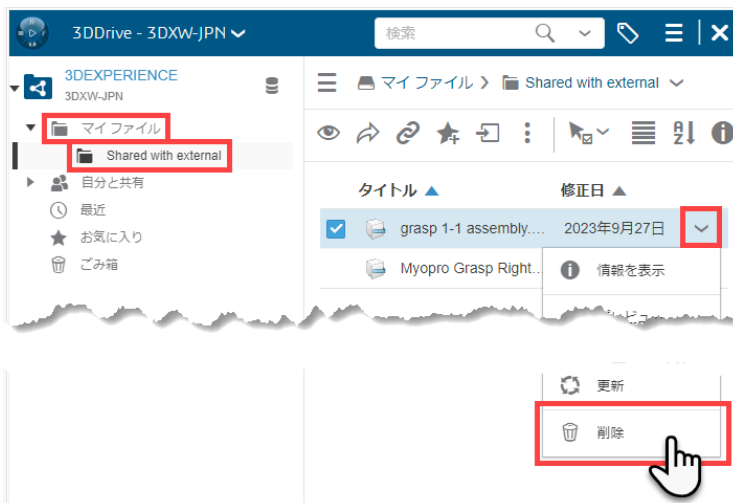 3DDrive - 3DXW-JPN
検索
3DEXPERIENCE
3DXW-JPN
マイ ファイル
Shared with external
自分と共有
最近
お気に入り
ごみ箱
マイ ファイル
Shared with external
タイトル ▲ 修正日 ▲
grasp 1-1 assembly.... 2023年9月27日
Myopro Grasp Right...
情報を表示
更新
削除